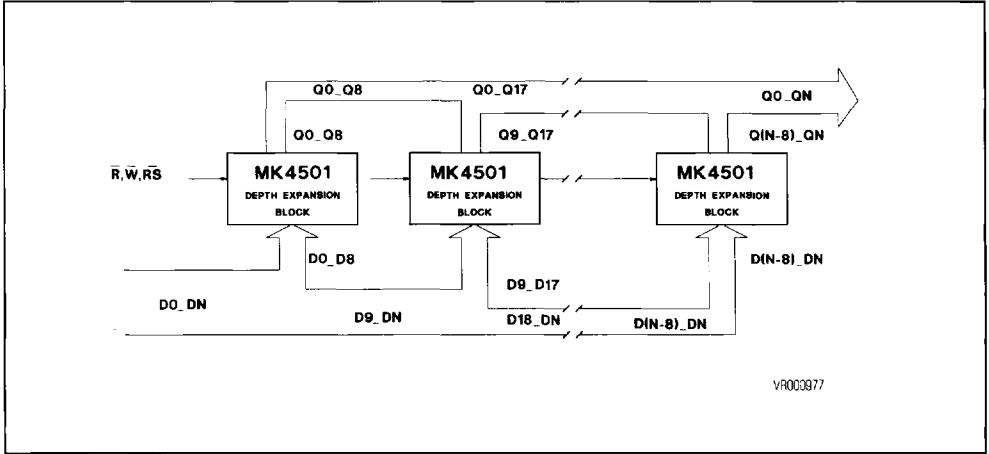 Q0_Q8
Q0_Q17
Q0_QN
Q0_Q8
Q9_Q17
Q(N-8)_QN
R̅,W̅,R̅S̅
MK4501
DEPTH EXPANSION
BLOCK
MK4501
DEPTH EXPANSION
BLOCK
MK4501
DEPTH EXPANSION
BLOCK
D0_D8
D(N-8)_DN
D9_D17
D0_DN
D9_DN
D18_DN
D(N-8)_DN
VR000977